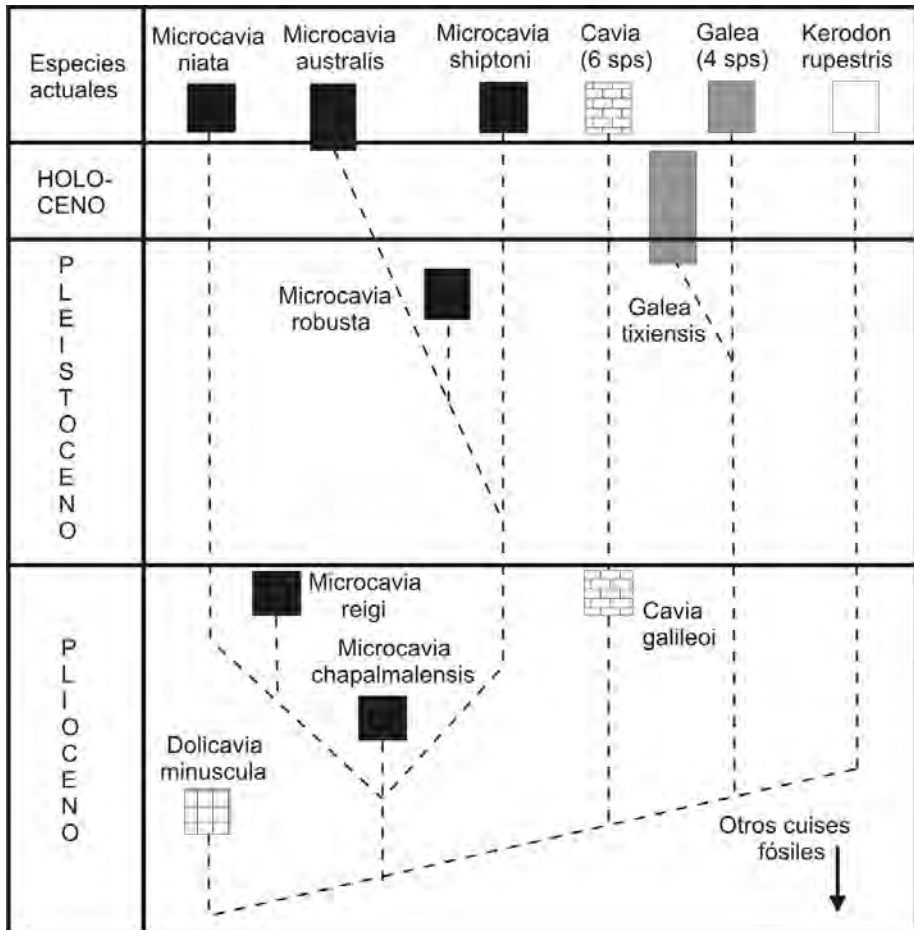 Especies
actuales
Microcavia
niata
Microcavia
australis
Microcavia
shiptoni
Cavia
(6 sps)
Galea
(4 sps)
Kerodon
rupestris
HOLO-
CENO
P
L
E
I
S
T
O
C
E
N
O
Microcavia
robusta
Galea
tixiensis
P
L
I
O
C
E
N
O
Microcavia
reigi
Cavia
galileoi
Microcavia
chapalmalensis
Dolicavia
minuscula
Otros cuises
fósiles